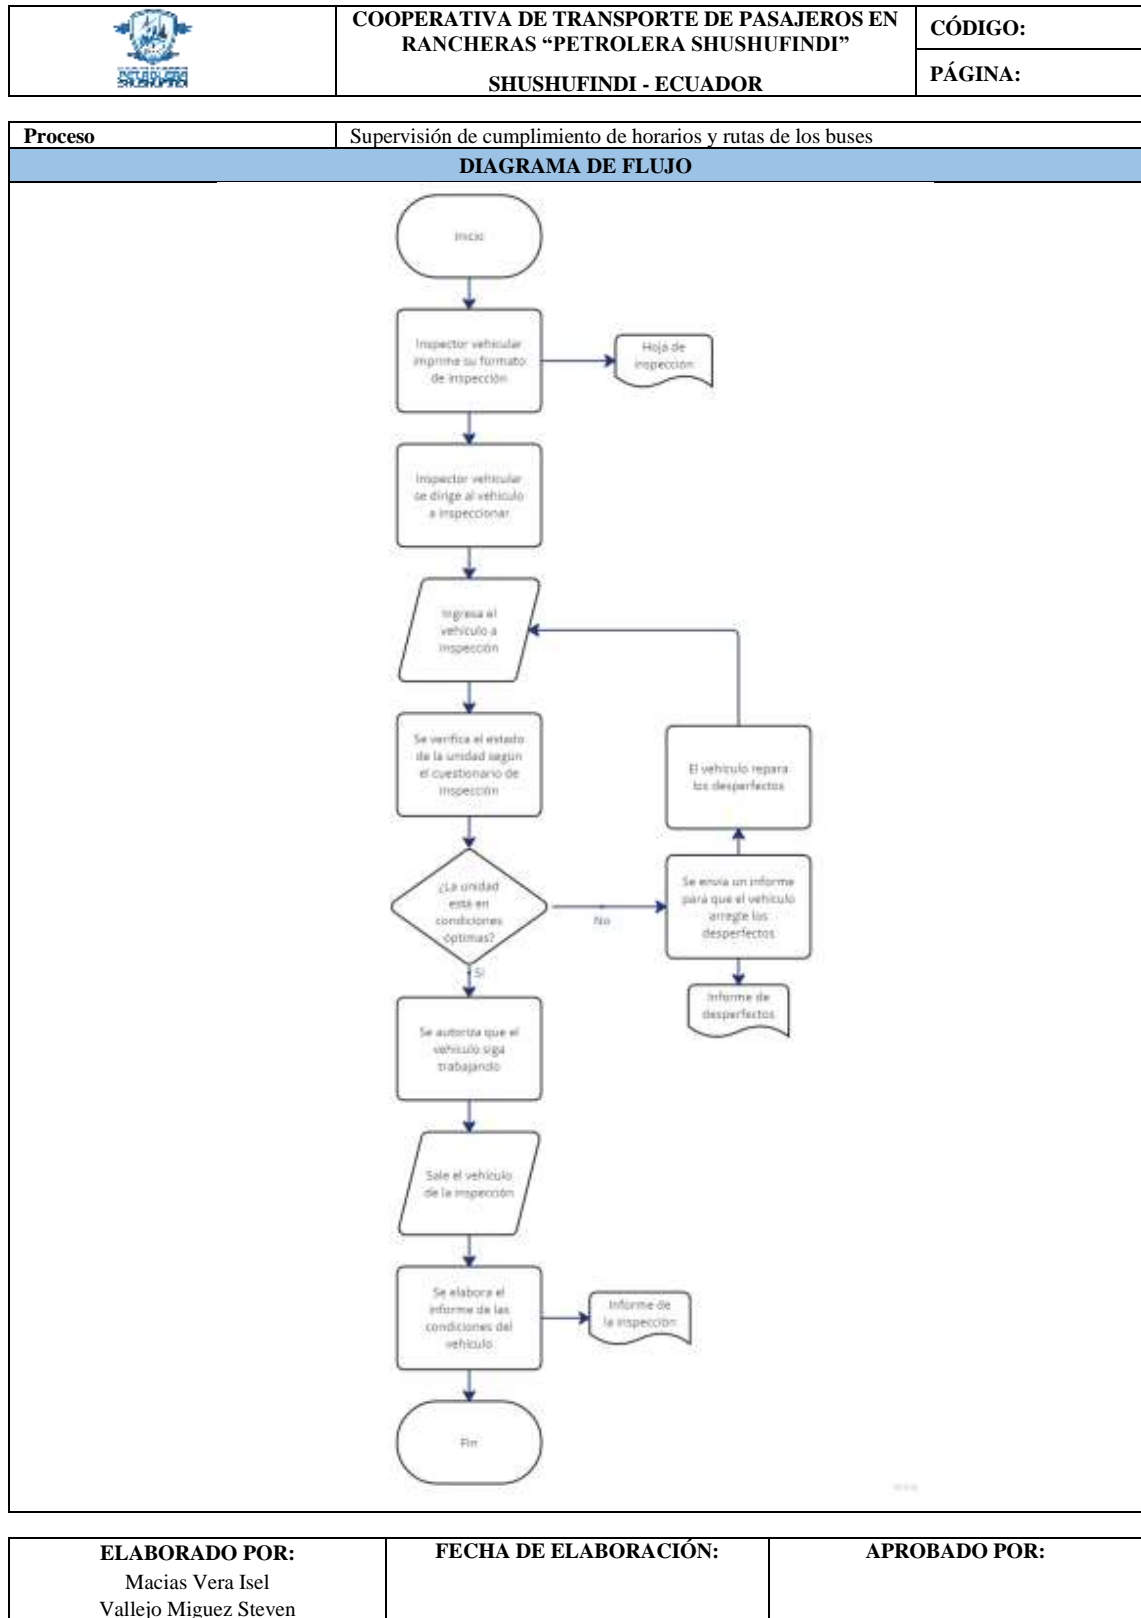 PETROLERA
SHUSHUFINDI
COOPERATIVA DE TRANSPORTE DE PASAJEROS EN
RANCHERAS “PETROLERA SHUSHUFINDI”
SHUSHUFINDI - ECUADOR
CÓDIGO:
PÁGINA:
Proceso
Supervisión de cumplimiento de horarios y rutas de los buses
DIAGRAMA DE FLUJO
Inicio
Inspector vehicular
imprime su formato
de inspección
Hoja de
inspección
Inspector vehicular
se dirige al vehículo
a inspeccionar
Ingresa el
vehículo a
inspección
Se verifica el estado
de la unidad según
el cuestionario de
inspección
El vehículo repara
los desperfectos
¿La unidad
está en
condiciones
óptimas?
No
Se envia un informe
para que el vehículo
arregle los
desperfectos
Si
Informe de
desperfectos
Se autoriza que el
vehículo siga
trabajando
Sale el vehículo
de la inspección
Se elabora el
informe de las
condiciones del
vehículo
Informe de
la inspección
Fin
ELABORADO POR:
Macias Vera Isel
Vallejo Miguez Steven
FECHA DE ELABORACIÓN:
APROBADO POR: